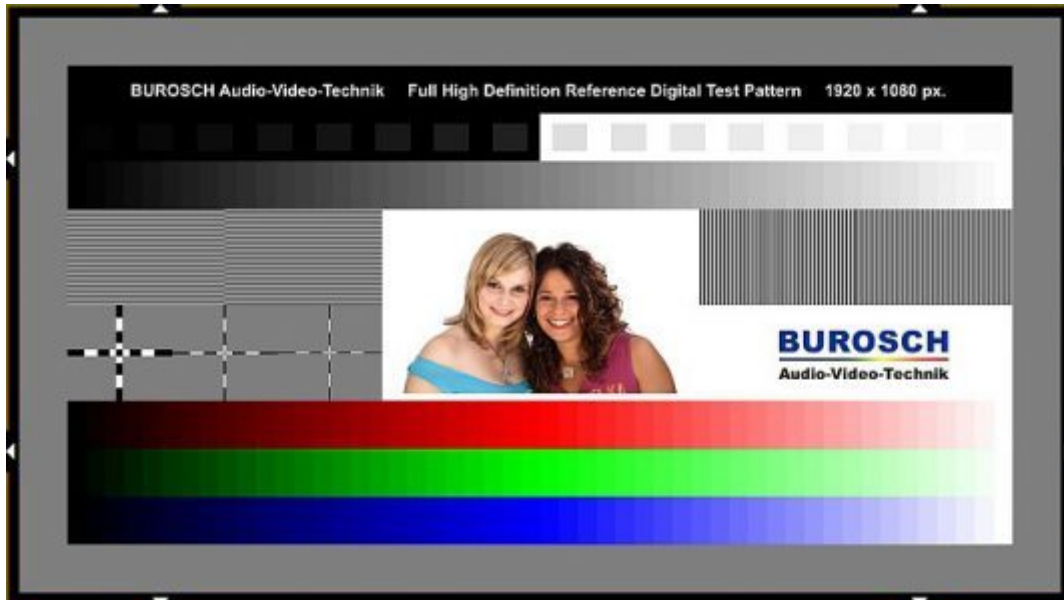 BUROSCH Audio-Video-Technik Full High Definition Reference Digital Test Pattern 1920 x 1080 px.
BUROSCH
Audio-Video-Technik